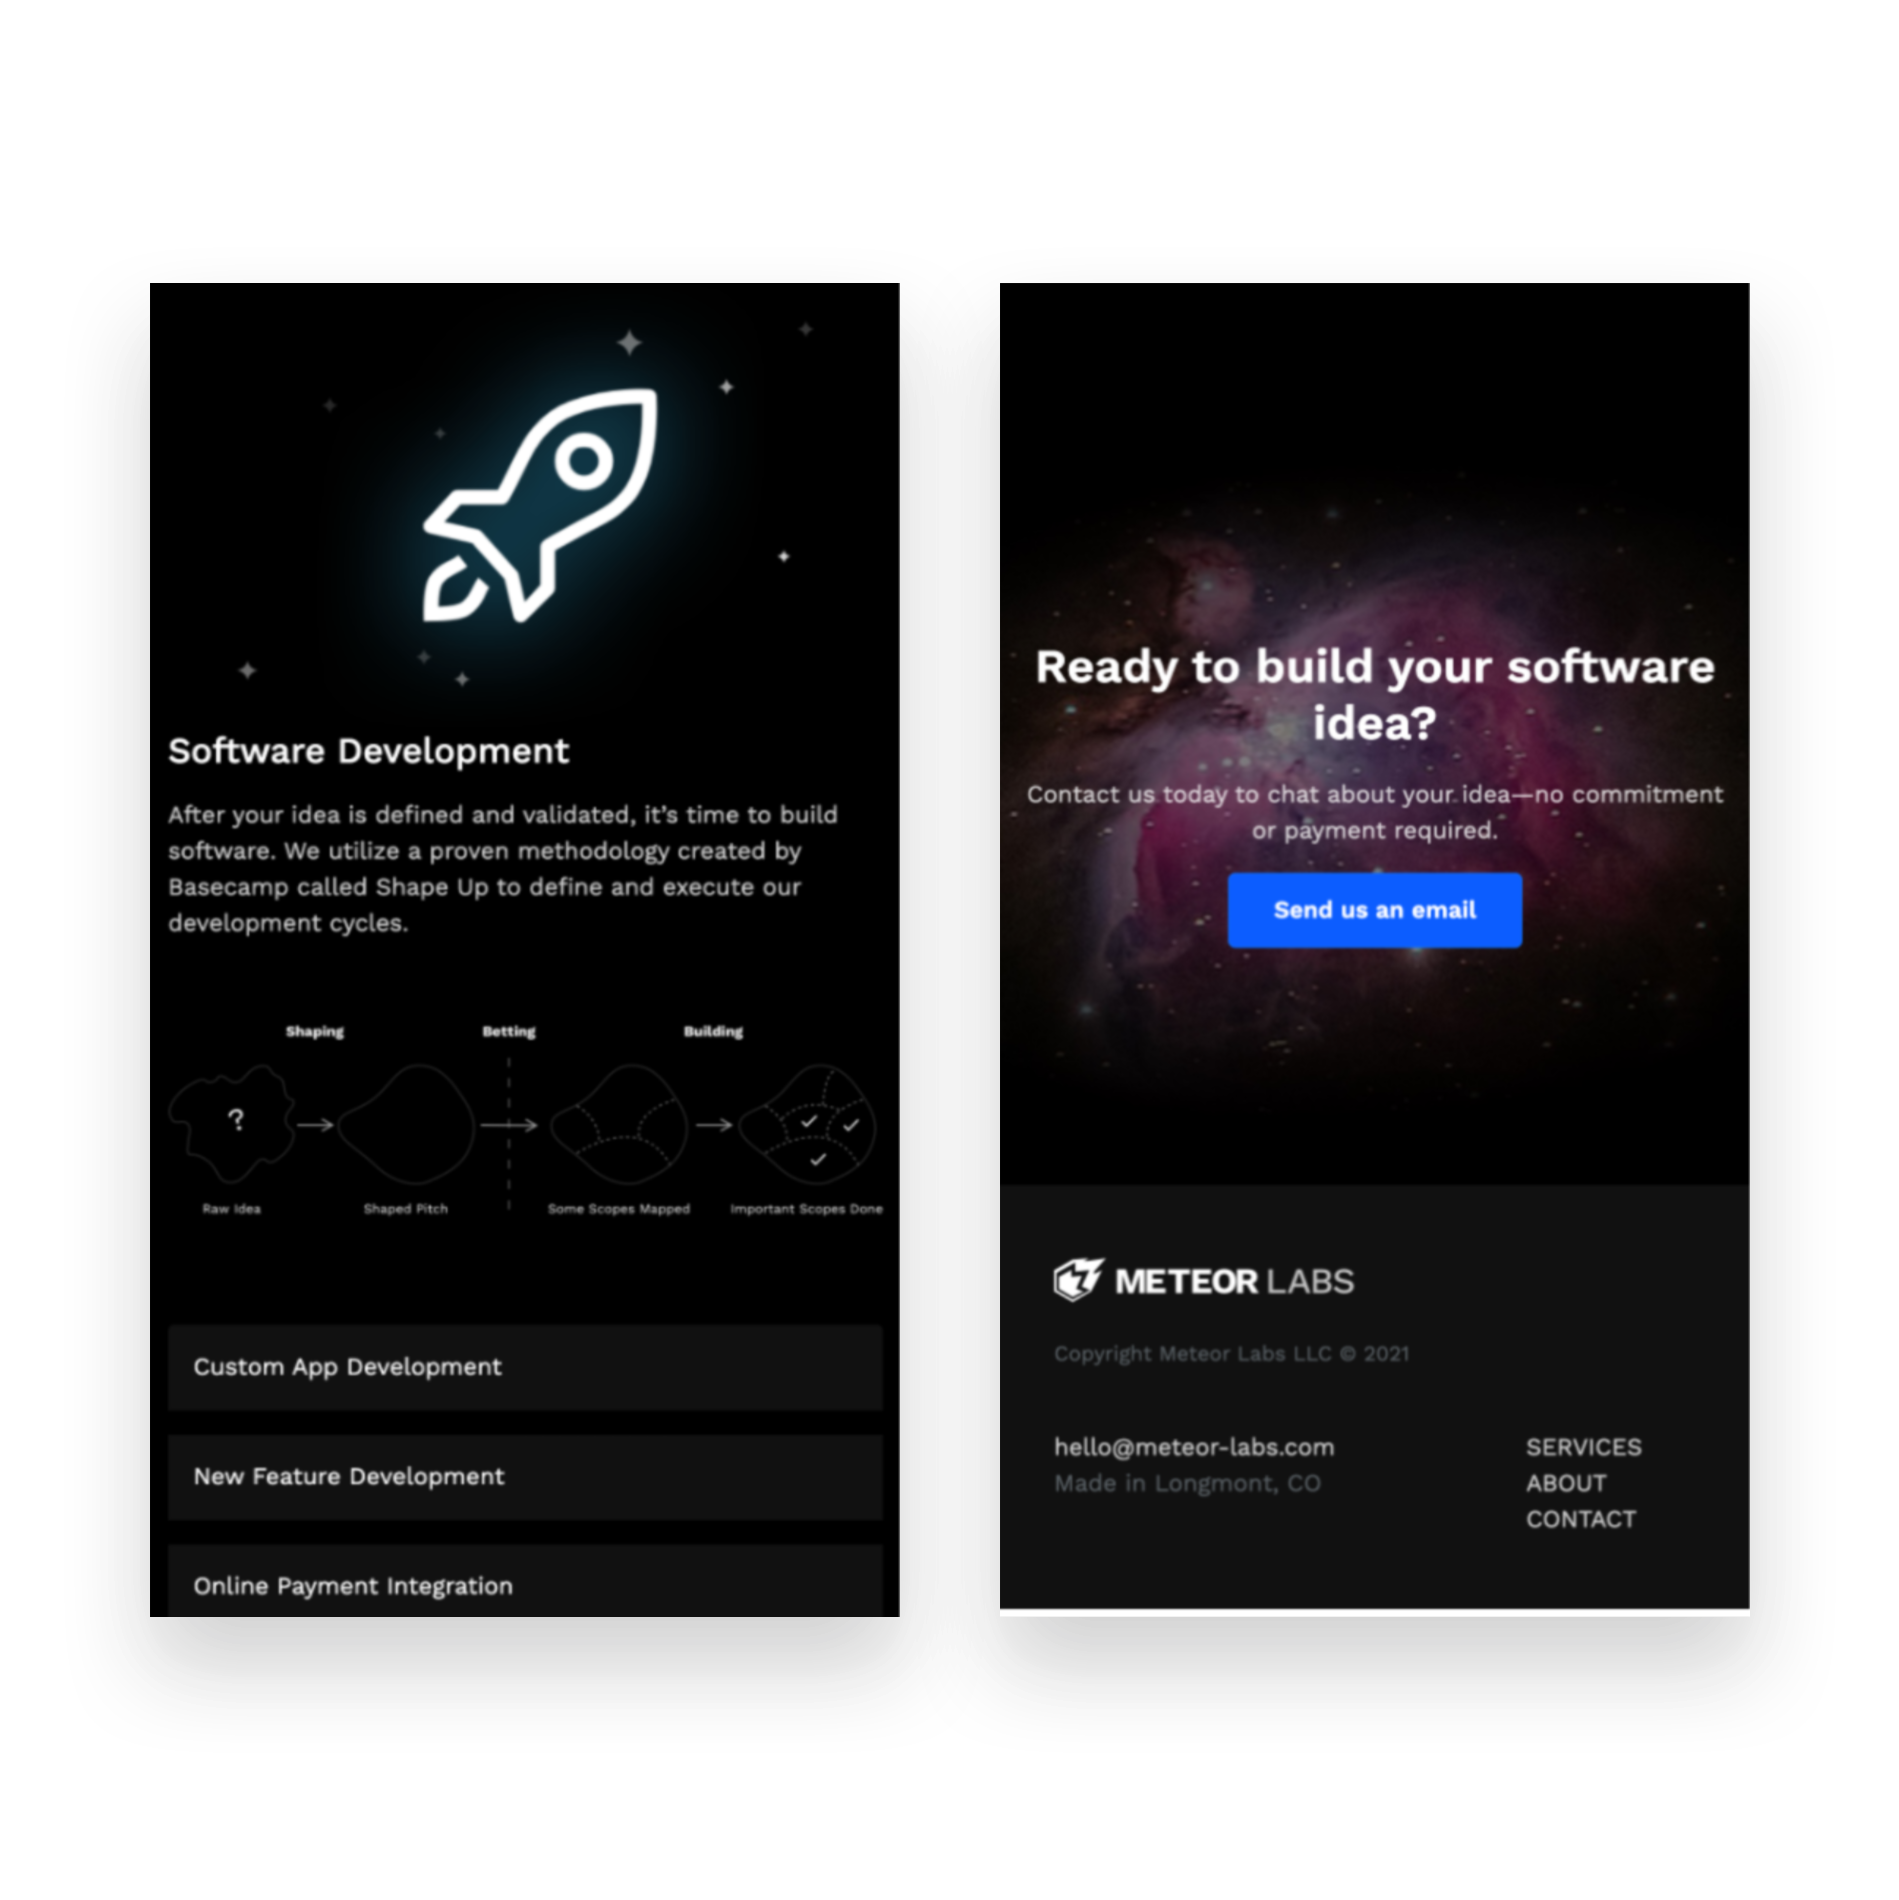 Software Development
After your idea is defined and validated, it’s time to build
software. We utilize a proven methodology created by
Basecamp called Shape Up to define and execute our
development cycles.
Shaping
Betting
Building
?
Raw Idea
Shaped Pitch
Some Scopes Mapped
Important Scopes Done
Custom App Development
New Feature Development
Online Payment Integration
Ready to build your software
idea?
Contact us today to chat about your idea—no commitment
or payment required.
Send us an email
METEOR LABS
Copyright Meteor Labs LLC © 2021
hello@meteor-labs.com
Made in Longmont, CO
SERVICES
ABOUT
CONTACT